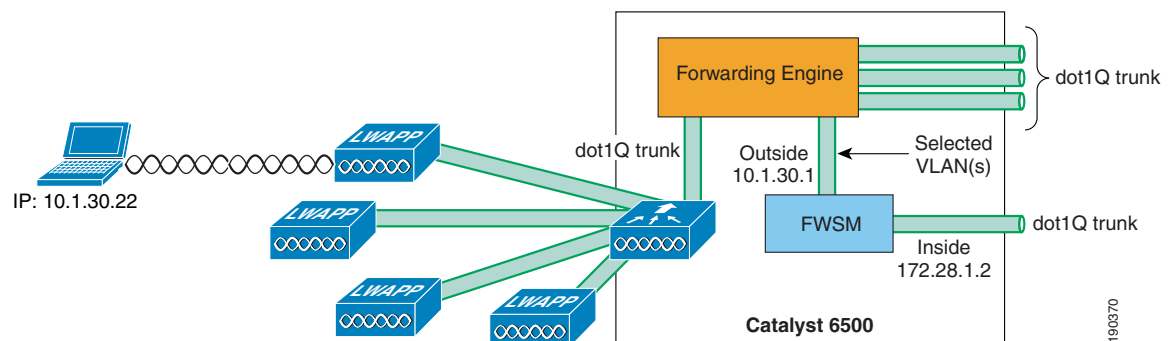 Forwarding Engine
dot1Q trunk
LWAPP
dot1Q trunk
Outside
10.1.30.1
Selected
VLAN(s)
IP: 10.1.30.22
LWAPP
FWSM
dot1Q trunk
Inside
172.28.1.2
LWAPP
LWAPP
Catalyst 6500
190370